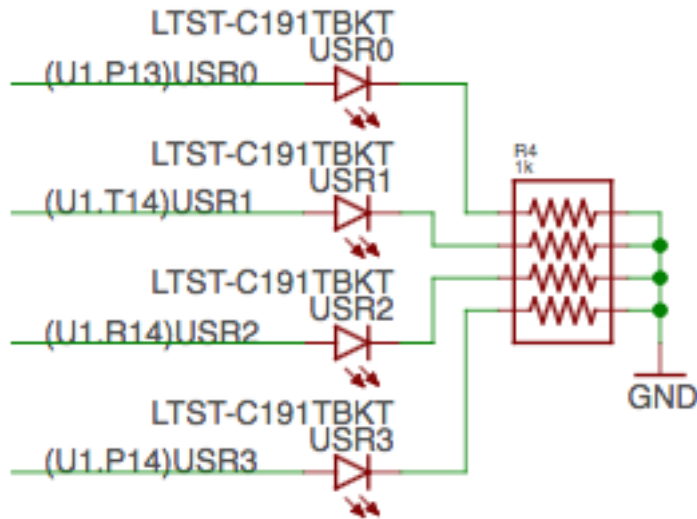 LTST-C191TBKT
USR0
(U1.P13)USR0
LTST-C191TBKT
USR1
(U1.T14)USR1
R4
1k
LTST-C191TBKT
USR2
(U1.R14)USR2
GND
LTST-C191TBKT
USR3
(U1.P14)USR3